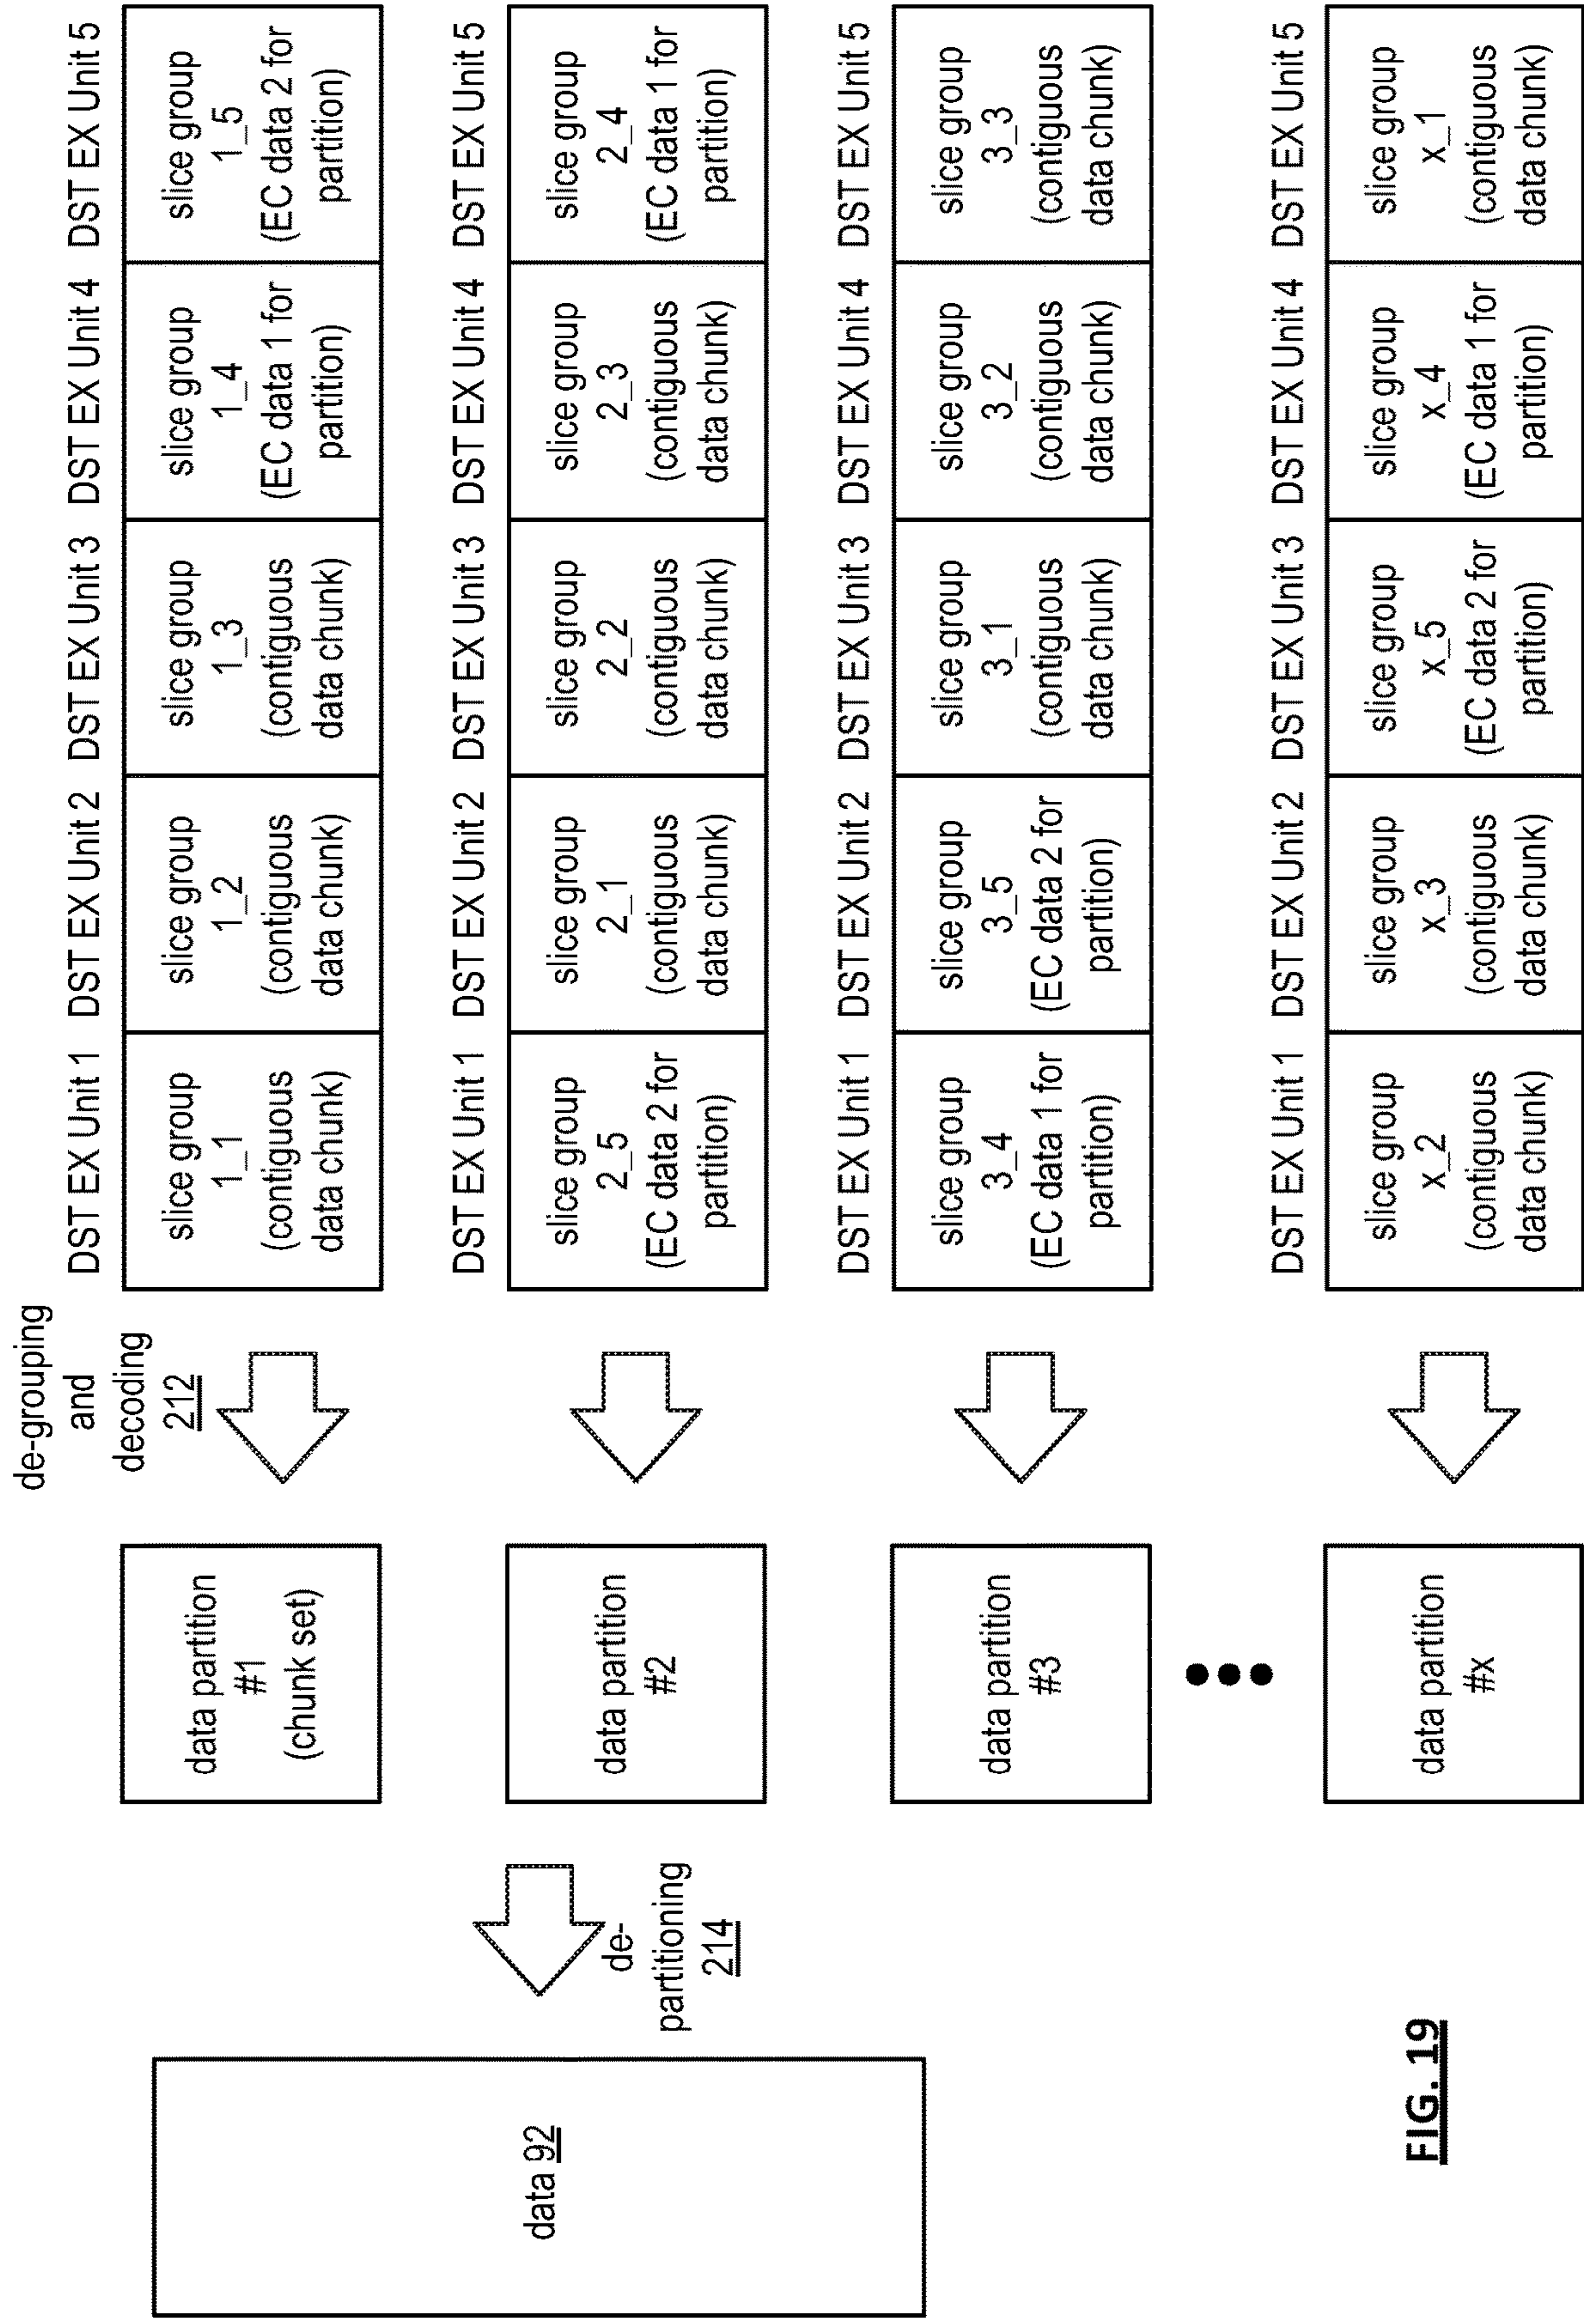 de-grouping
and
decoding
212
DST EX Unit 1 DST EX Unit 2 DST EX Unit 3 DST EX Unit 4 DST EX Unit 5
data 92
de-
partitioning
214
data partition
#1
(chunk set)
slice group
1_1
(contiguous
data chunk)
slice group
1_2
(contiguous
data chunk)
slice group
1_3
(contiguous
data chunk)
slice group
1_4
(EC data 1 for
partition)
slice group
1_5
(EC data 2 for
partition)
DST EX Unit 1 DST EX Unit 2 DST EX Unit 3 DST EX Unit 4 DST EX Unit 5
data partition
#2
slice group
2_5
(EC data 2 for
partition)
slice group
2_1
(contiguous
data chunk)
slice group
2_2
(contiguous
data chunk)
slice group
2_3
(contiguous
data chunk)
slice group
2_4
(EC data 1 for
partition)
DST EX Unit 1 DST EX Unit 2 DST EX Unit 3 DST EX Unit 4 DST EX Unit 5
data partition
#3
slice group
3_4
(EC data 1 for
partition)
slice group
3_5
(EC data 2 for
partition)
slice group
3_1
(contiguous
data chunk)
slice group
3_2
(contiguous
data chunk)
slice group
3_3
(contiguous
data chunk)
DST EX Unit 1 DST EX Unit 2 DST EX Unit 3 DST EX Unit 4 DST EX Unit 5
data partition
#x
slice group
x_2
(contiguous
data chunk)
slice group
x_3
(contiguous
data chunk)
slice group
x_5
(EC data 2 for
partition)
slice group
x_4
(EC data 1 for
partition)
slice group
x_1
(contiguous
data chunk)
FIG. 19